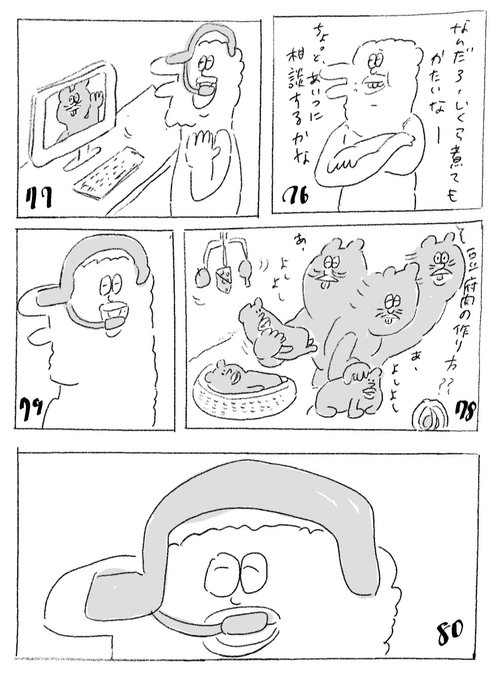 なんだろーいくら煮ても
かたいなー
ちょっと、あいつに
相談するかな
76
77
豆腐肉の作り方??
あ、
よしよし
あ、
よしよし
78
79
80